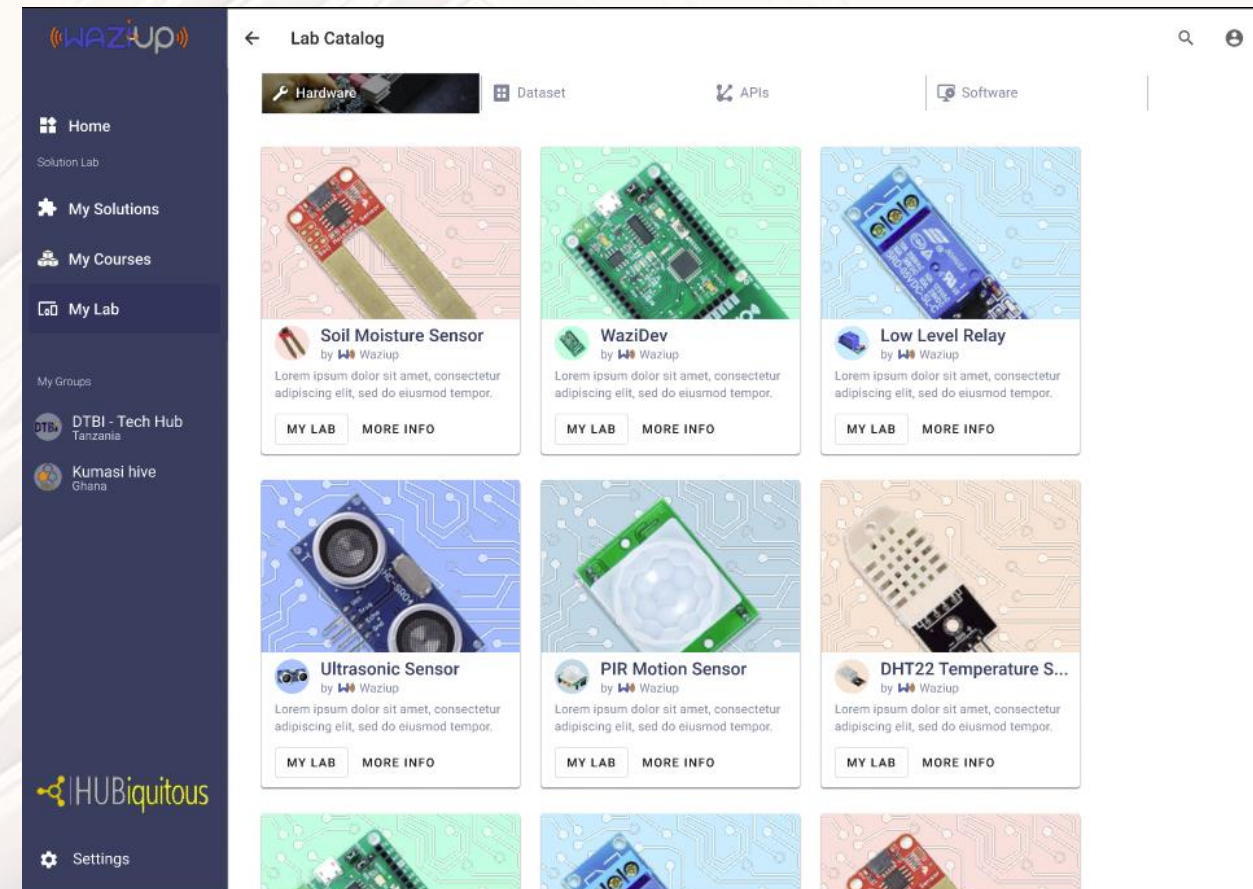 WAZIUP
Home
Solution Lab
My Solutions
My Courses
My Lab
My Groups
DTBi
DTBI - Tech Hub
Tanzania
Kumasi hive
Ghana
HUBiquitous
Settings
Lab Catalog
Hardware
Dataset
APIs
Software
Soil Moisture Sensor
by Waziup
Lorem ipsum dolor sit amet, consectetur
adipiscing elit, sed do eiusmod tempor.
MY LAB MORE INFO
WaziDev
by Waziup
Lorem ipsum dolor sit amet, consectetur
adipiscing elit, sed do eiusmod tempor.
MY LAB MORE INFO
Low Level Relay
by Waziup
Lorem ipsum dolor sit amet, consectetur
adipiscing elit, sed do eiusmod tempor.
MY LAB MORE INFO
HC-SR04
Vcc
Trig
Echo
Ultrasonic Sensor
by Waziup
Lorem ipsum dolor sit amet, consectetur
adipiscing elit, sed do eiusmod tempor.
MY LAB MORE INFO
PIR Motion Sensor
by Waziup
Lorem ipsum dolor sit amet, consectetur
adipiscing elit, sed do eiusmod tempor.
MY LAB MORE INFO
DHT22 Temperature S...
by Waziup
Lorem ipsum dolor sit amet, consectetur
adipiscing elit, sed do eiusmod tempor.
MY LAB MORE INFO